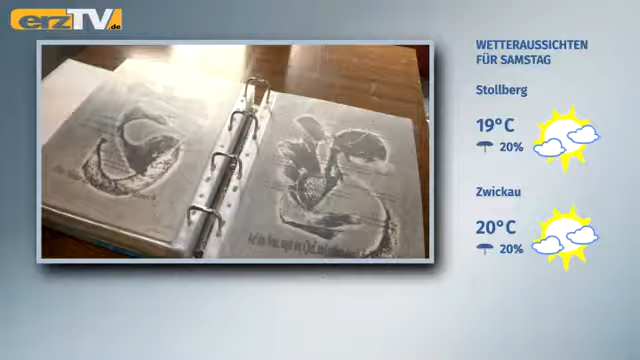 erzTV.de
WETTERAUSSICHTEN
FÜR SAMSTAG
Stollberg
19°C
20%
Zwickau
20°C
20%